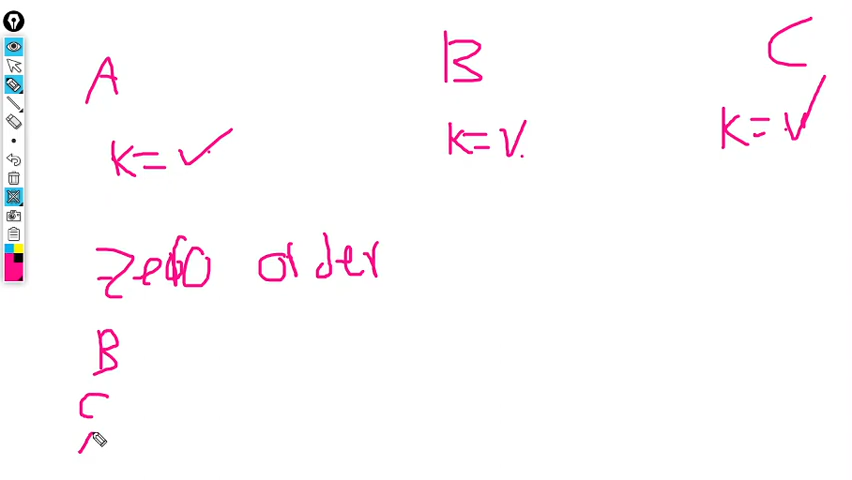 A B C
K=✓ K=V. K=✓
Zero order
B
C